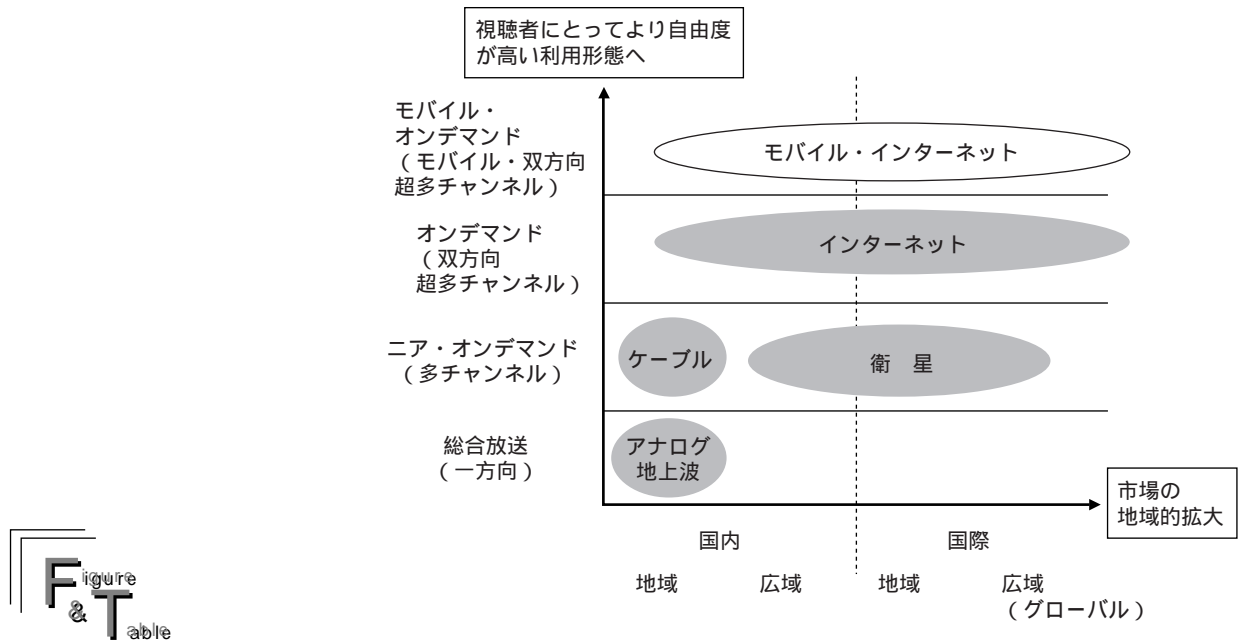 視聴者にとってより自由度
が高い利用形態へ
モバイル・
オンデマンド
(モバイル・双方向
超多チャンネル)
モバイル・インターネット
オンデマンド
(双方向
超多チャンネル)
インターネット
ニア・オンデマンド
(多チャンネル)
ケーブル
衛 星
総合放送
(一方向)
アナログ
地上波
市場の
地域的拡大
国内 国際
地域 広域 地域 広域
(グローバル)
Figure
& Table